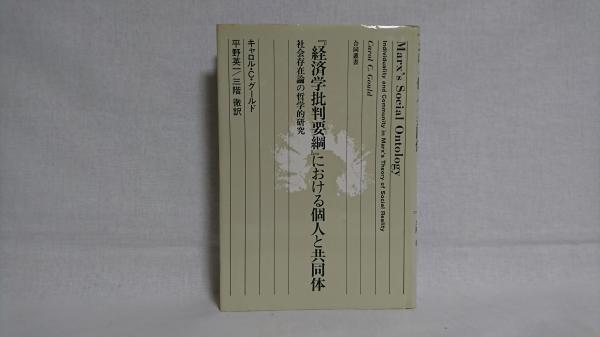 Marx's Social Ontology
Individuality and Community in Marx's Theory of Social Reality
Carol C. Gould
合同叢書
『経済学批判要綱』における個人と共同体
社会存在論の哲学的研究
キャロル・C・グールド
平野英一/三階 徹訳